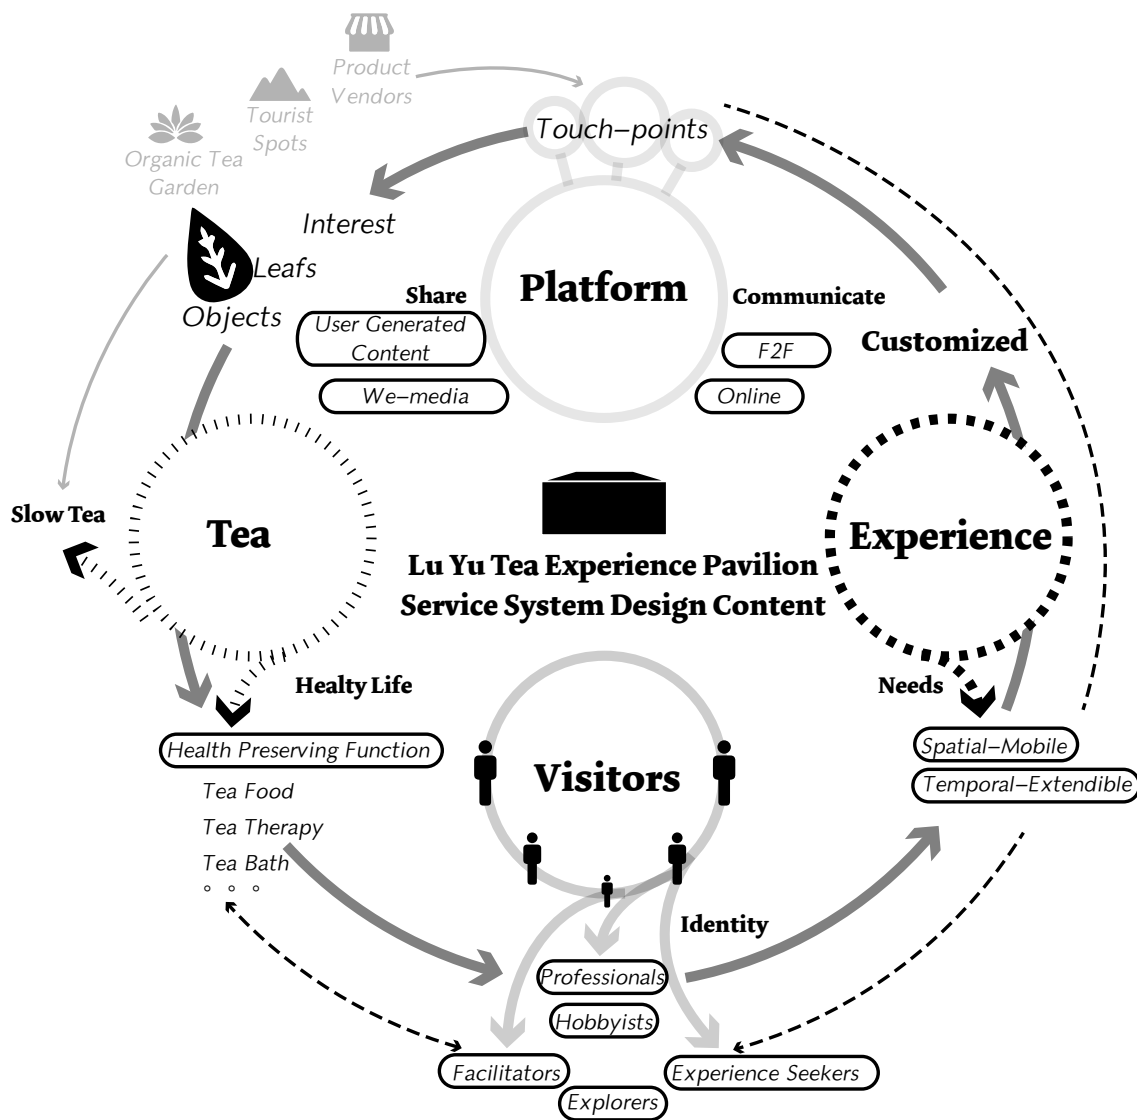 Product
Vendors
Tourist
Spots
Organic Tea
Garden
Touch-points
Interest
Leafs
Objects
Share
User Generated
Content
We-media
Platform
Communicate
F2F
Online
Customized
Slow Tea
Tea
Experience
Lu Yu Tea Experience Pavilion
Service System Design Content
Healty Life
Health Preserving Function
Tea Food
Tea Therapy
Tea Bath
Visitors
Needs
Spatial-Mobile
Temporal-Extendible
Identity
Professionals
Hobbyists
Facilitators
Experience Seekers
Explorers